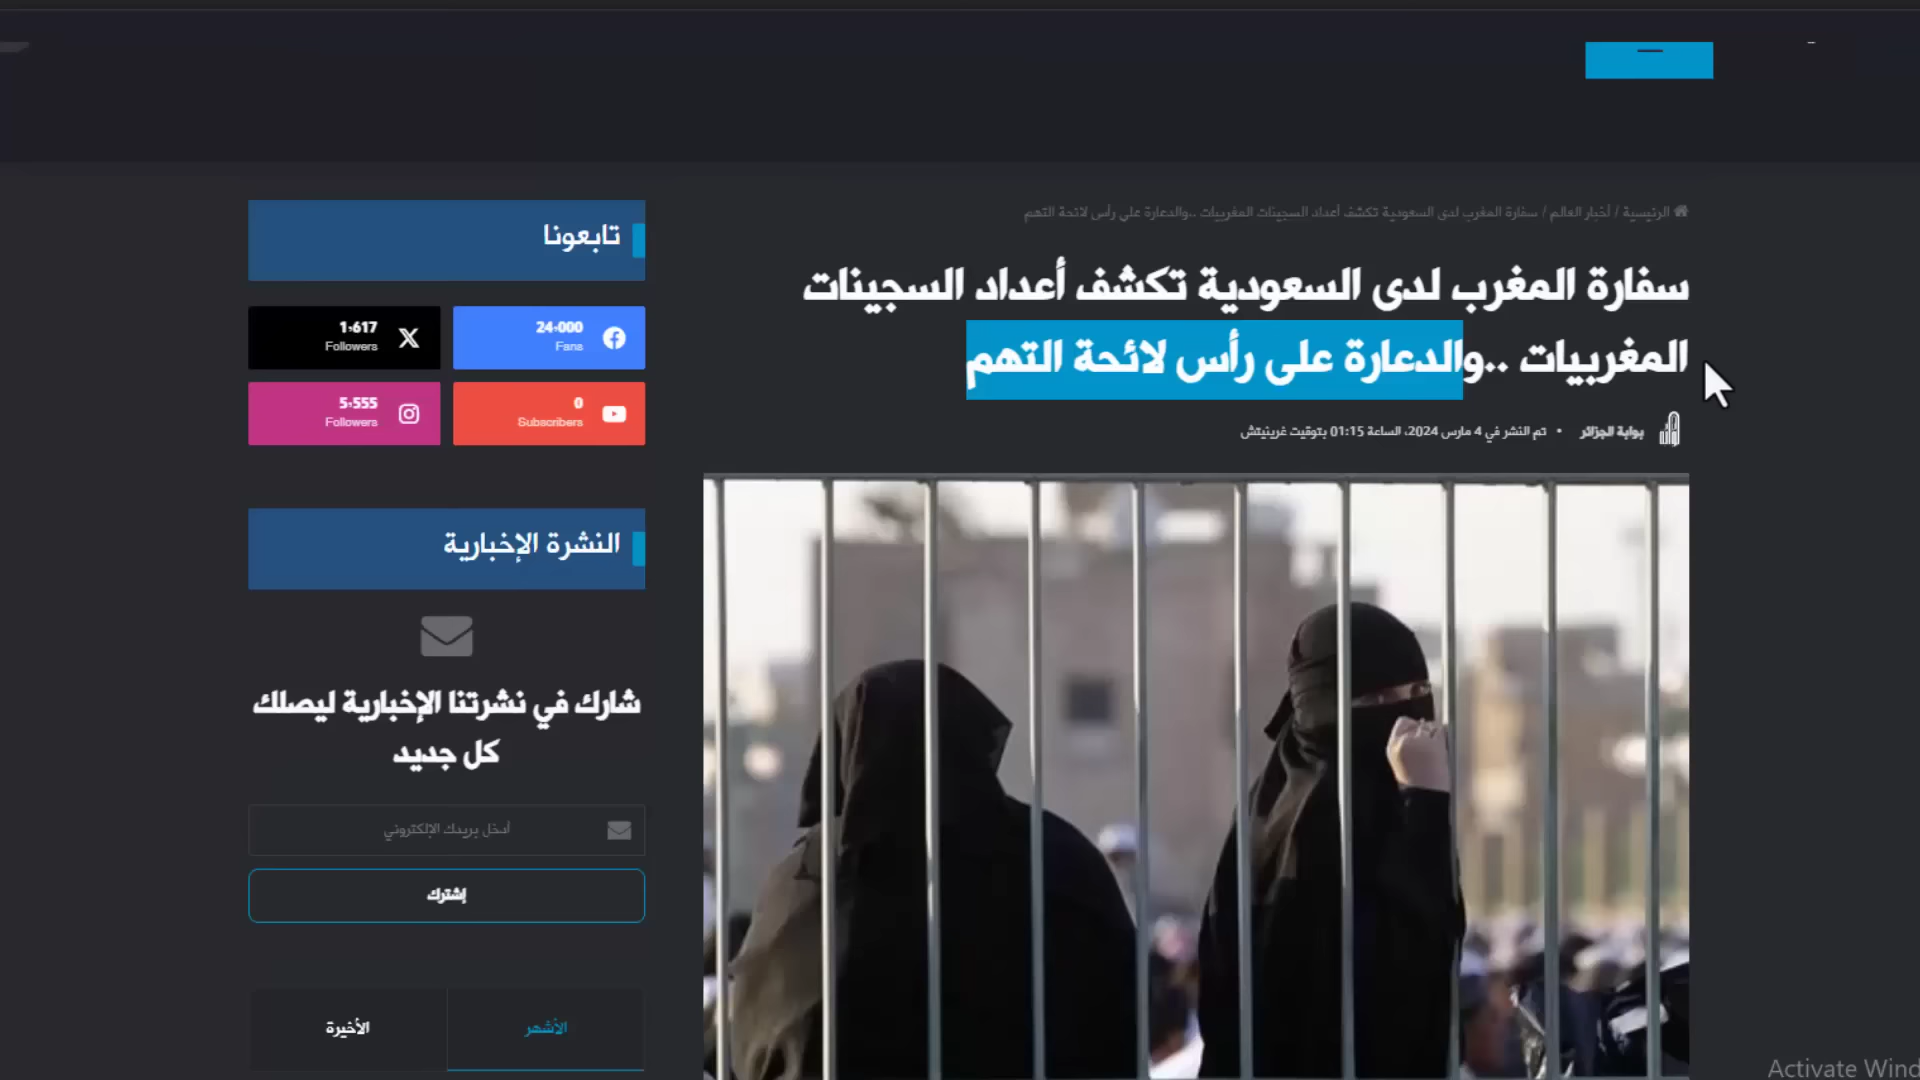 الرئيسية / أخبار العالم / سفارة المغرب لدى السعودية تكشف أعداد السجينات المغربيات ..والدعارة على رأس لائحة التهم
سفارة المغرب لدى السعودية تكشف أعداد السجينات
المغربيات ..والدعارة على رأس لائحة التهم
بوابة الجزائر • تم النشر في 4 مارس 2024، الساعة 01:15 بتوقيت غرينيتش
تابعونا
24٬000
Fans
1٬617
Followers
0
Subscribers
5٬555
Followers
النشرة الإخبارية
شارك في نشرتنا الإخبارية ليصلك
كل جديد
أدخل بريدك الإلكتروني
إشترك
الأشهر
الأخيرة
Activate Wind